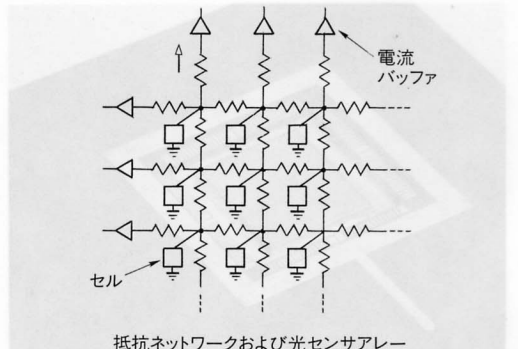 電流
バッファ
セル
抵抗ネットワークおよび光センサアレー